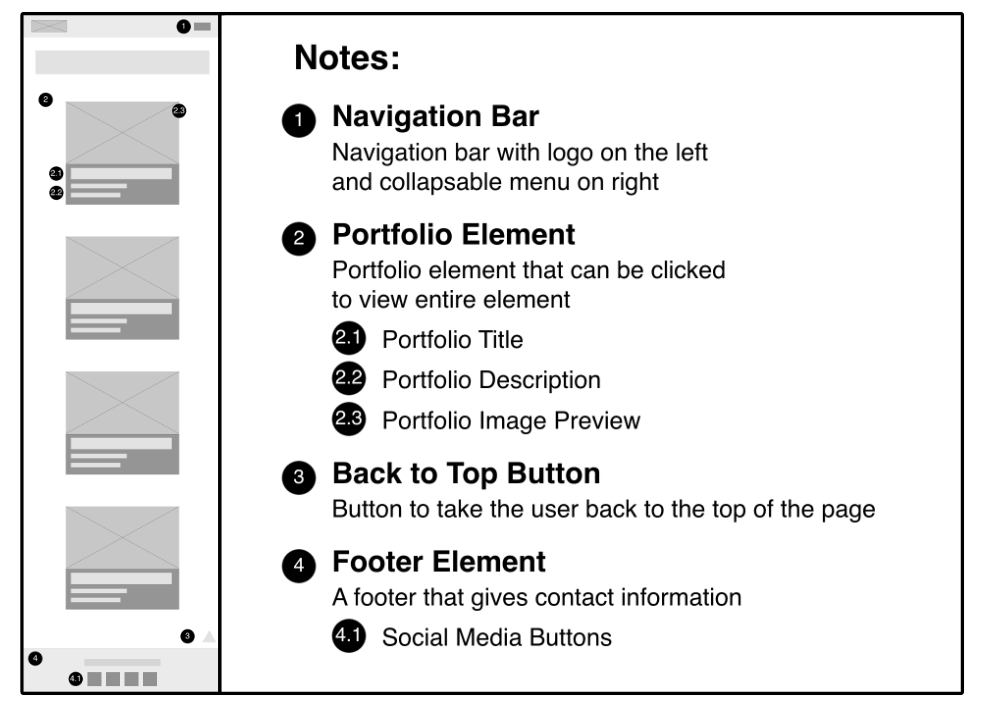 1
2
2.3
2.1
2.2
3
4
4.1
Notes:
1 Navigation Bar
Navigation bar with logo on the left
and collapsable menu on right
2 Portfolio Element
Portfolio element that can be clicked
to view entire element
2.1 Portfolio Title
2.2 Portfolio Description
2.3 Portfolio Image Preview
3 Back to Top Button
Button to take the user back to the top of the page
4 Footer Element
A footer that gives contact information
4.1 Social Media Buttons